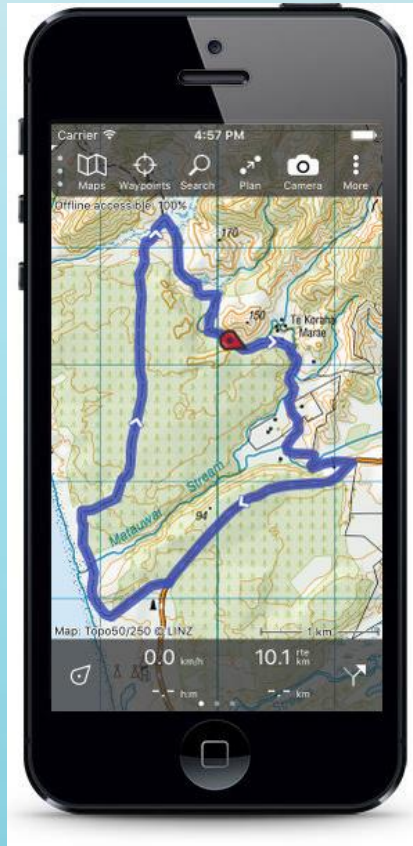 Carrier 4:57 PM
Maps Waypoints Search Plan Camera More
Offline accessible: 100%
170
150
Te Koraha
Marae
Stream
94
Map: Topo50/250 © LINZ 1 km
0.0 km/h 10.1 rte km
-.- h:m -.- km